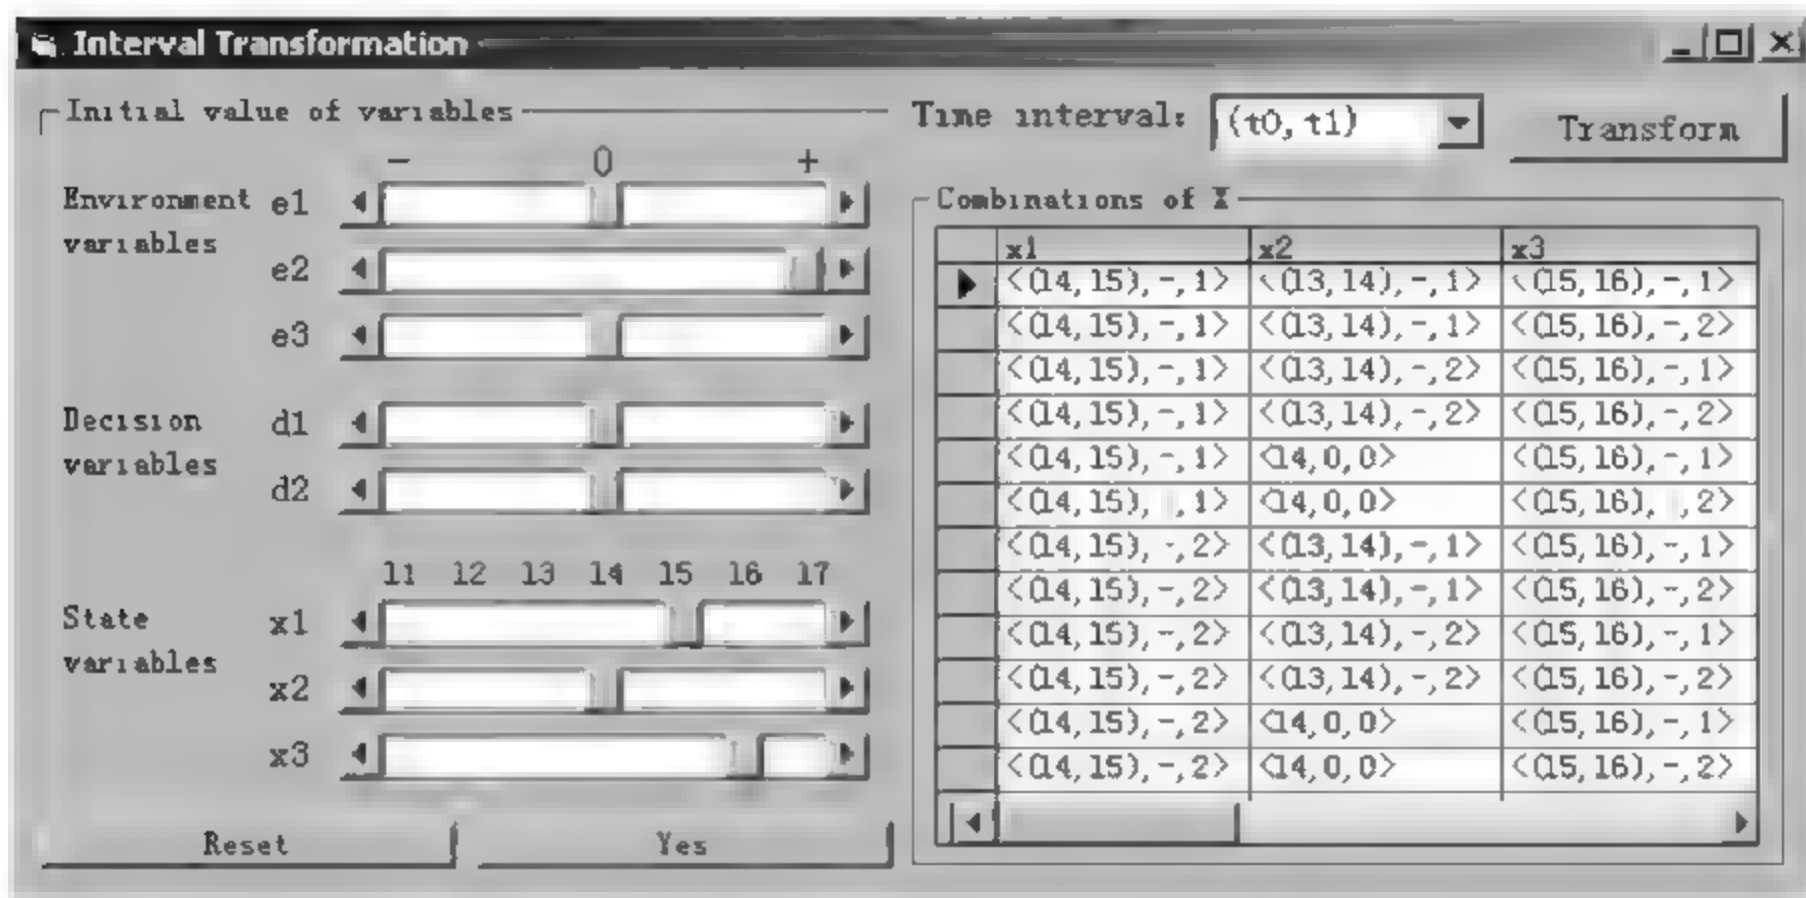 Interval Transformation
Initial value of variables
- 0 +
Environment variables
e1
e2
e3
Decision variables
d1
d2
11 12 13 14 15 16 17
State variables
x1
x2
x3
Reset Yes
Time interval: (t0, t1) Transform
Combinations of X
x1 x2 x3
<(14,15),-,1> <(13,14),-,1> <(15,16),-,1>
<(14,15),-,1> <(13,14),-,1> <(15,16),-,2>
<(14,15),-,1> <(13,14),-,2> <(15,16),-,1>
<(14,15),-,1> <(13,14),-,2> <(15,16),-,2>
<(14,15),-,1> <14,0,0> <(15,16),-,1>
<(14,15),-,1> <14,0,0> <(15,16),-,2>
<(14,15),-,2> <(13,14),-,1> <(15,16),-,1>
<(14,15),-,2> <(13,14),-,1> <(15,16),-,2>
<(14,15),-,2> <(13,14),-,2> <(15,16),-,1>
<(14,15),-,2> <(13,14),-,2> <(15,16),-,2>
<(14,15),-,2> <14,0,0> <(15,16),-,1>
<(14,15),-,2> <14,0,0> <(15,16),-,2>